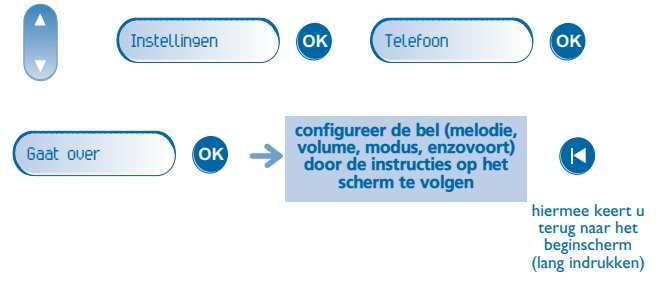 Instellingen
OK
Telefoon
OK
Gaat over
OK
configureer de bel (melodie,
volume, modus, enzovoort)
door de instructies op het
scherm te volgen
hiermee keert u
terug naar het
beginscherm
(lang indrukken)